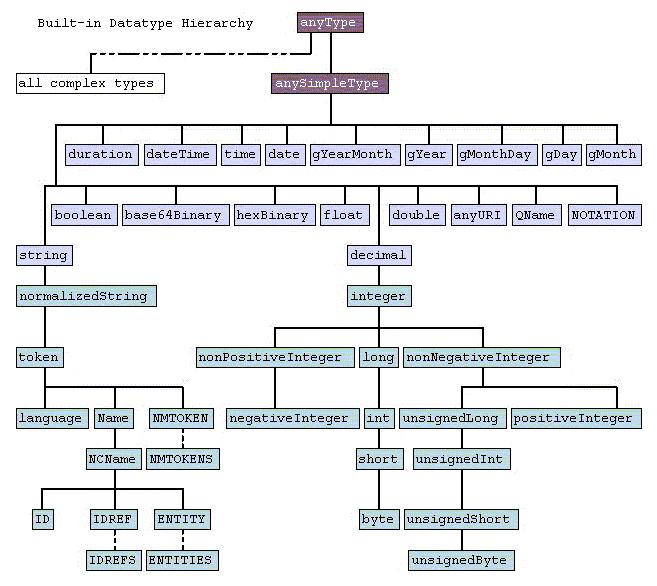 Built-in Datatype Hierarchy anyType
all complex types anySimpleType
duration dateTime time date gYearMonth gYear gMonthDay gDay gMonth
boolean base64Binary hexBinary float double anyURI QName NOTATION
string decimal
normalizedString integer
token nonPositiveInteger long nonNegativeInteger
language Name NMTOKEN negativeInteger int unsignedLong positiveInteger
NCName NMTOKENS short unsignedInt
ID IDREF ENTITY byte unsignedShort
IDREFS ENTITIES unsignedByte